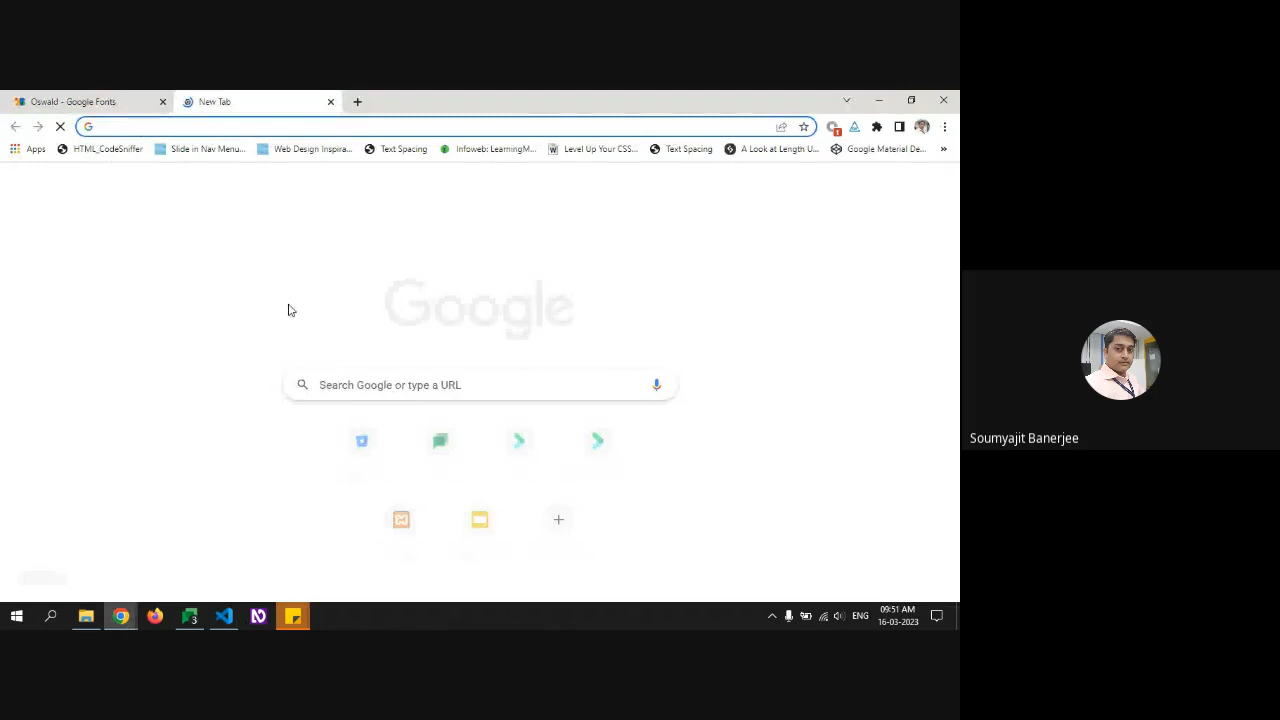 Oswald - Google Fonts
New Tab
Apps
HTML_CodeSniffer
Slide in Nav Menu...
Web Design Inspira...
Text Spacing
Infoweb: LearningM...
Level Up Your CSS...
Text Spacing
A Look at Length U...
Google Material De...
»
Google
Search Google or type a URL
Soumyajit Banerjee
3
ENG
09:51 AM
16-03-2023